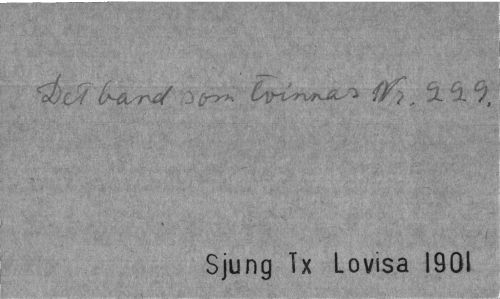 Det band som tvinnas Nr. 229.
Sjung Tx Lovisa 1901